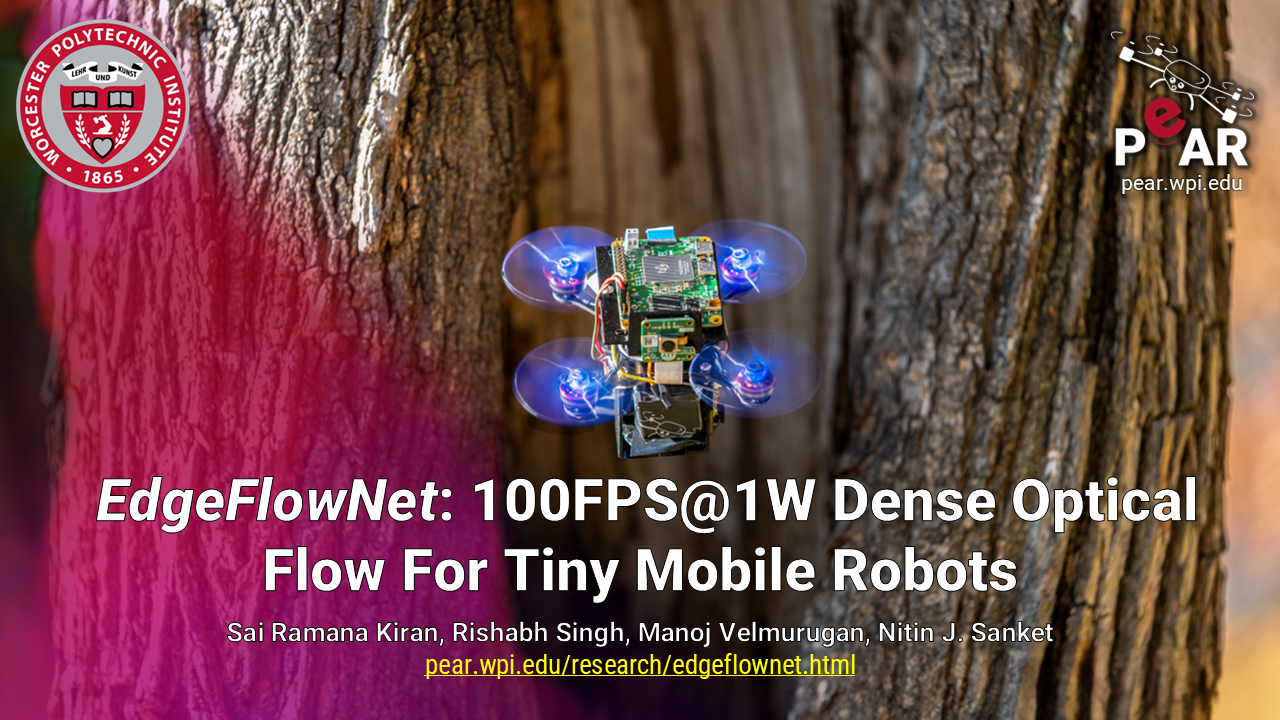 WORCESTER POLYTECHNIC INSTITUTE
LEHR
UND
KUNST
· 1865 ·
PeAR
pear.wpi.edu
EdgeFlowNet: 100FPS@1W Dense Optical
Flow For Tiny Mobile Robots
Sai Ramana Kiran, Rishabh Singh, Manoj Velmurugan, Nitin J. Sanket
pear.wpi.edu/research/edgeflownet.html